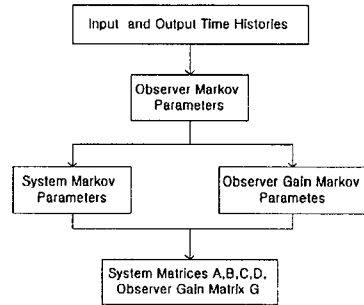 Input and Output Time Histories
Observer Markov
Parameters
System Markov
Parameters
Observer Gain Markov
Parametes
System Matrices A,B,C,D,
Observer Gain Matrix G